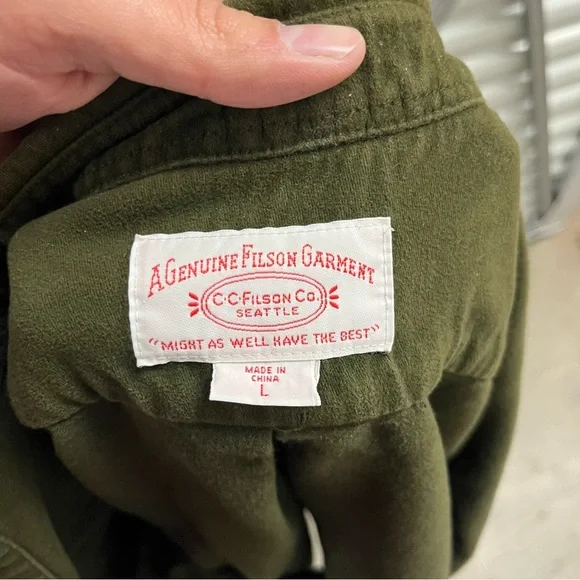 A GENUINE FILSON GARMENT
C·C·FILSON CO.
SEATTLE
"MIGHT AS WELL HAVE THE BEST"
MADE IN
CHINA
L